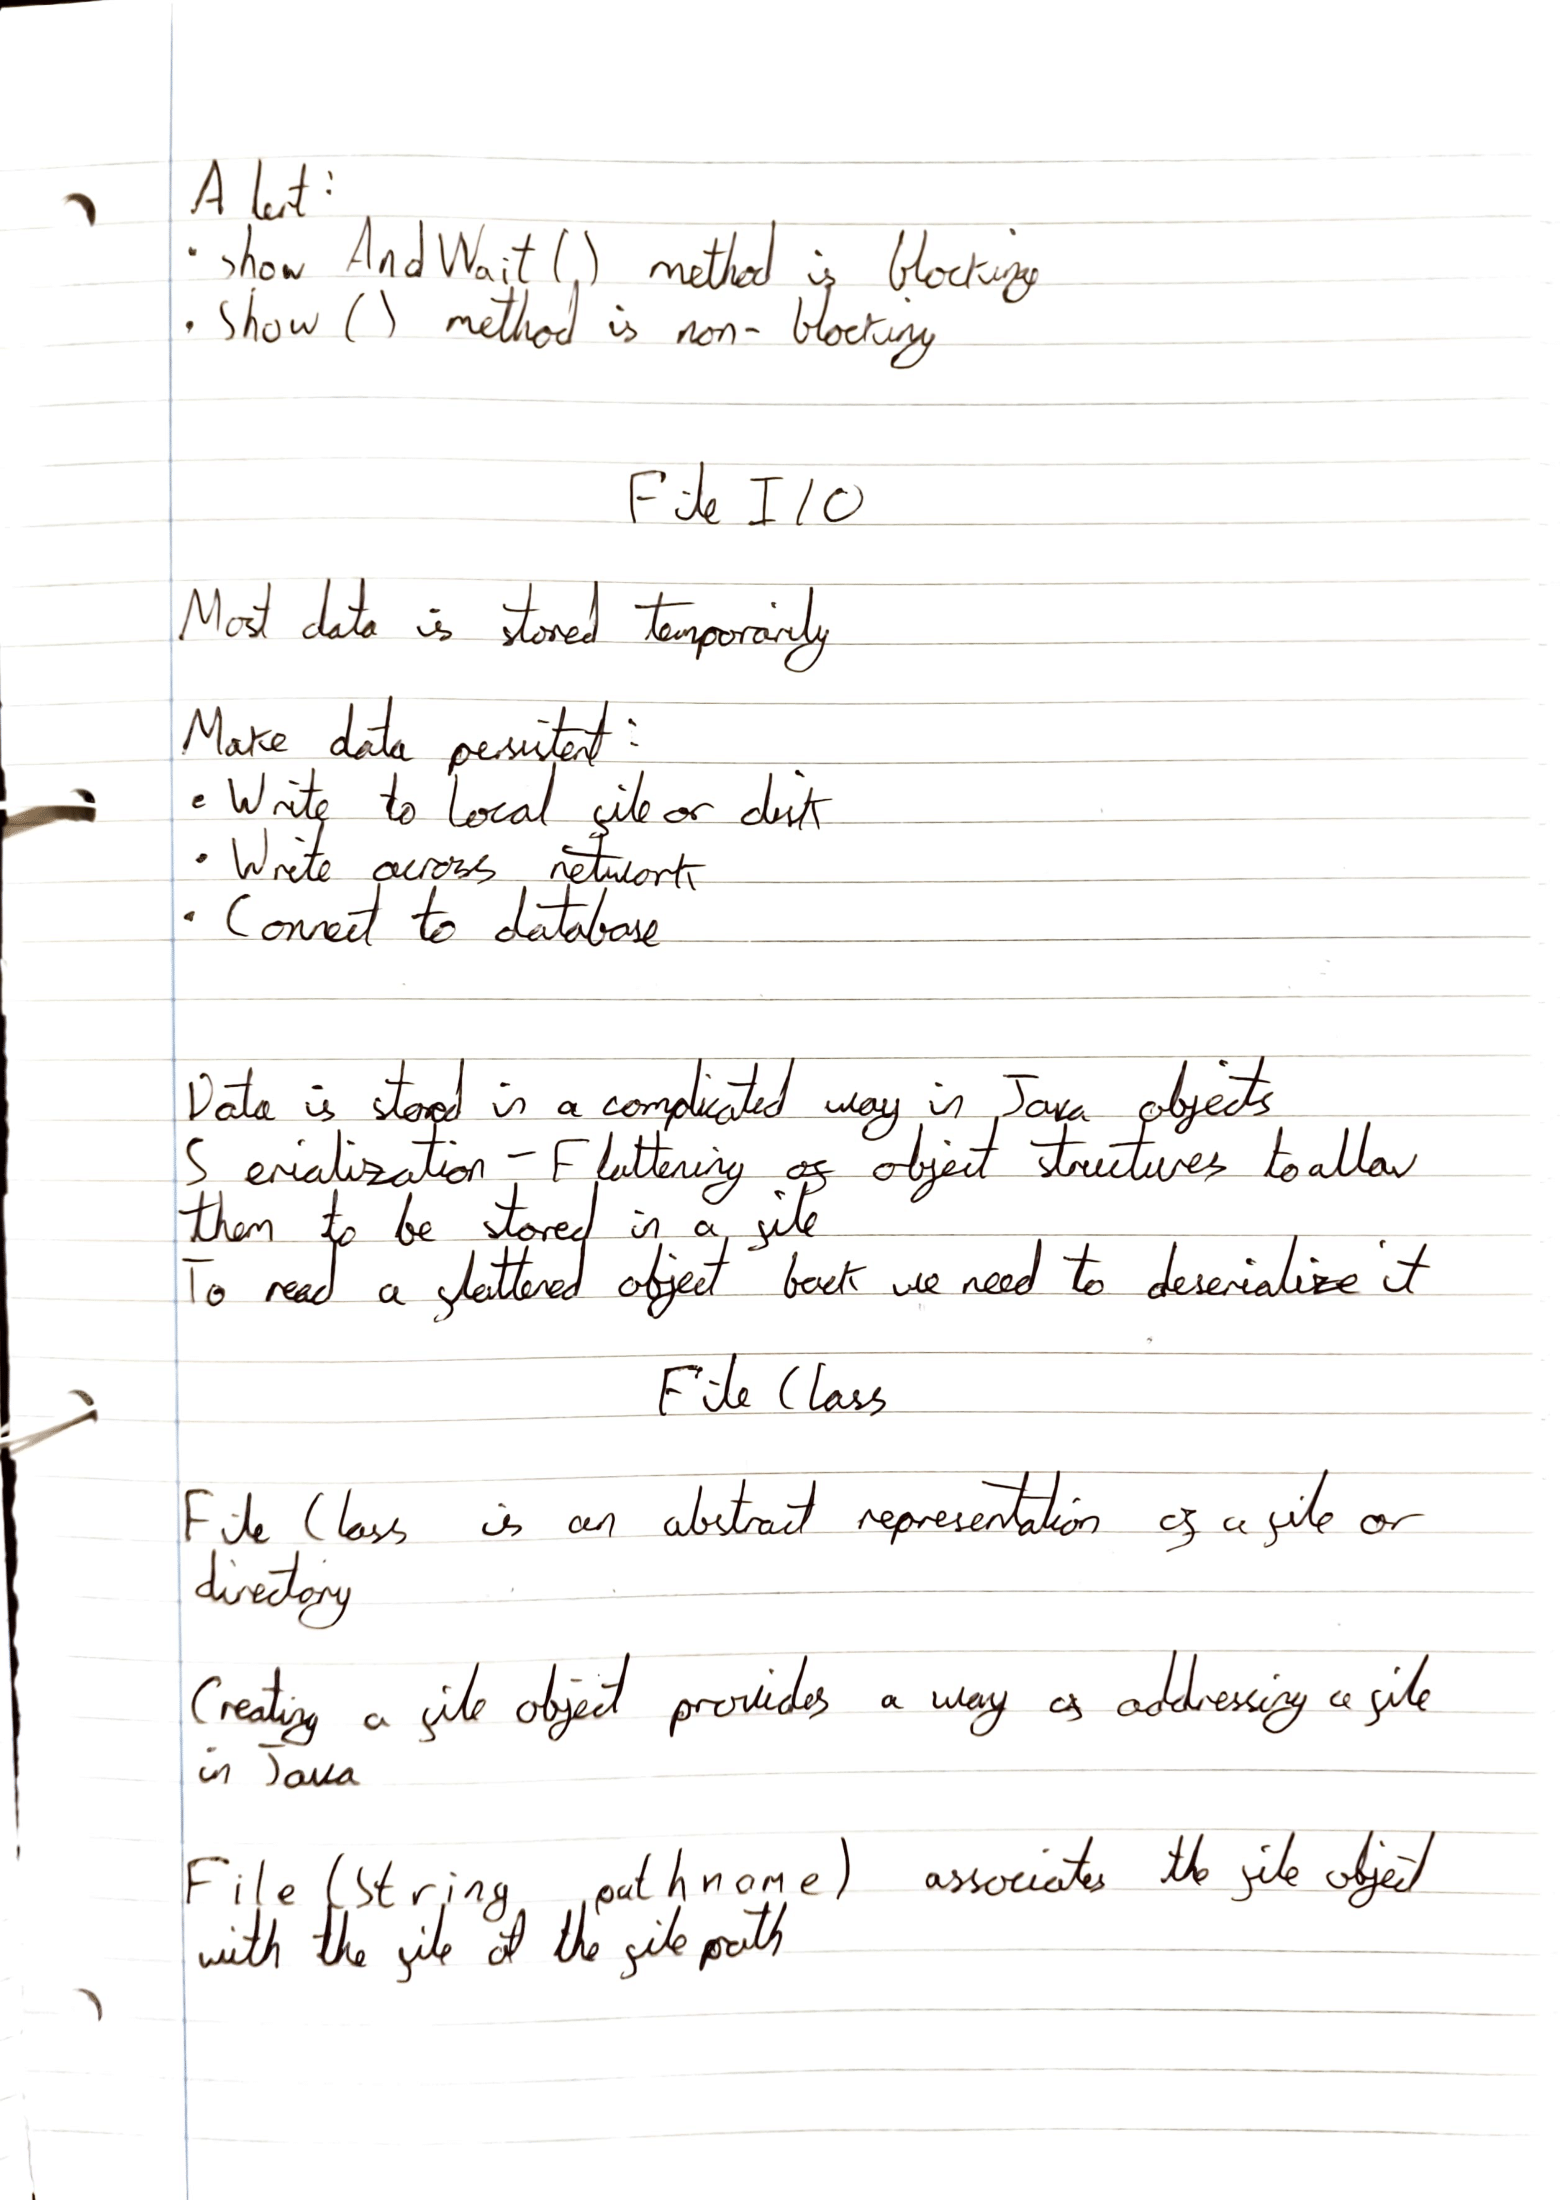 Alert:
• show AndWait() method is blocking
• Show() method is non-blocking
File I/O
Most data is stored temporarily
Make data persistent:
• Write to local file or disk
• Write across network
• Connect to database
Data is stored in a complicated way in Java objects
Serialization - Flattening of object structures to allow
them to be stored in a file
To read a flattened object back we need to deserialize it
File Class
File Class is an abstract representation of a file or
directory
Creating a file object provides a way of addressing a file
in Java
File (String pathname) associates the file object
with the file at the file path